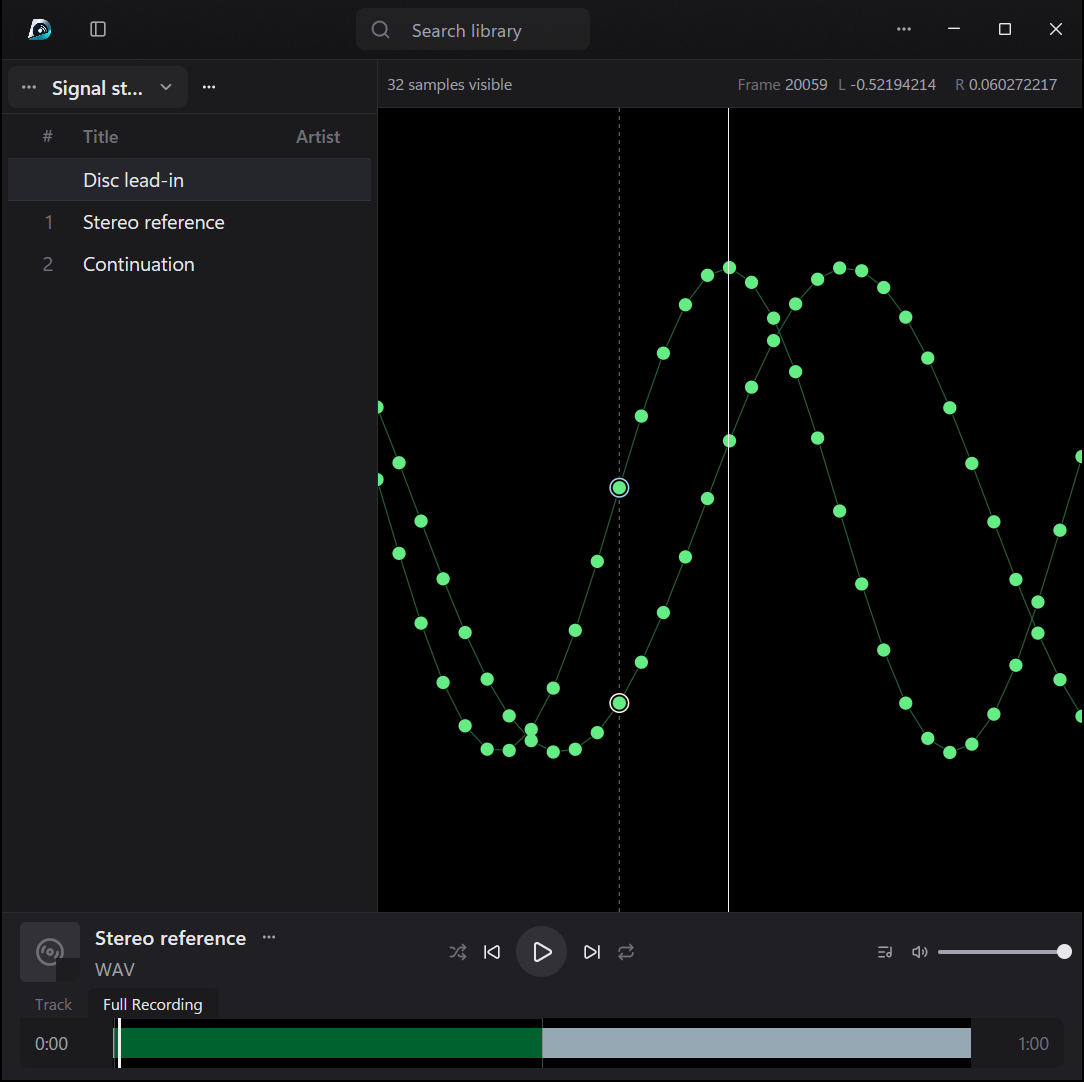 Search library
Signal st...
32 samples visible
Frame 20059 L -0.52194214 R 0.060272217
# Title Artist
Disc lead-in
1 Stereo reference
2 Continuation
Stereo reference
WAV
Track Full Recording
0:00 1:00